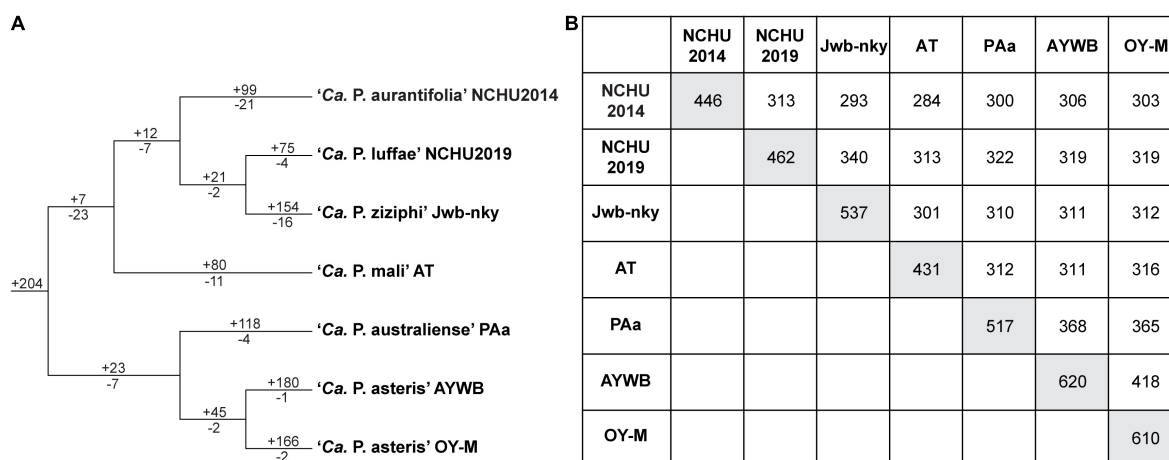 A
+99
-21
'Ca. P. aurantifolia' NCHU2014
+12
-7
+75
-4
'Ca. P. luffae' NCHU2019
+21
-2
+7
-23
+154
-16
'Ca. P. ziziphi' Jwb-nky
+80
-11
'Ca. P. mali' AT
+204
+118
-4
'Ca. P. australiense' PAa
+23
-7
+180
-1
'Ca. P. asteris' AYWB
+45
-2
+166
-2
'Ca. P. asteris' OY-M
B
NCHU 2014 NCHU 2019 Jwb-nky AT PAa AYWB OY-M
NCHU 2014 446 313 293 284 300 306 303
NCHU 2019 462 340 313 322 319 319
Jwb-nky 537 301 310 311 312
AT 431 312 311 316
PAa 517 368 365
AYWB 620 418
OY-M 610